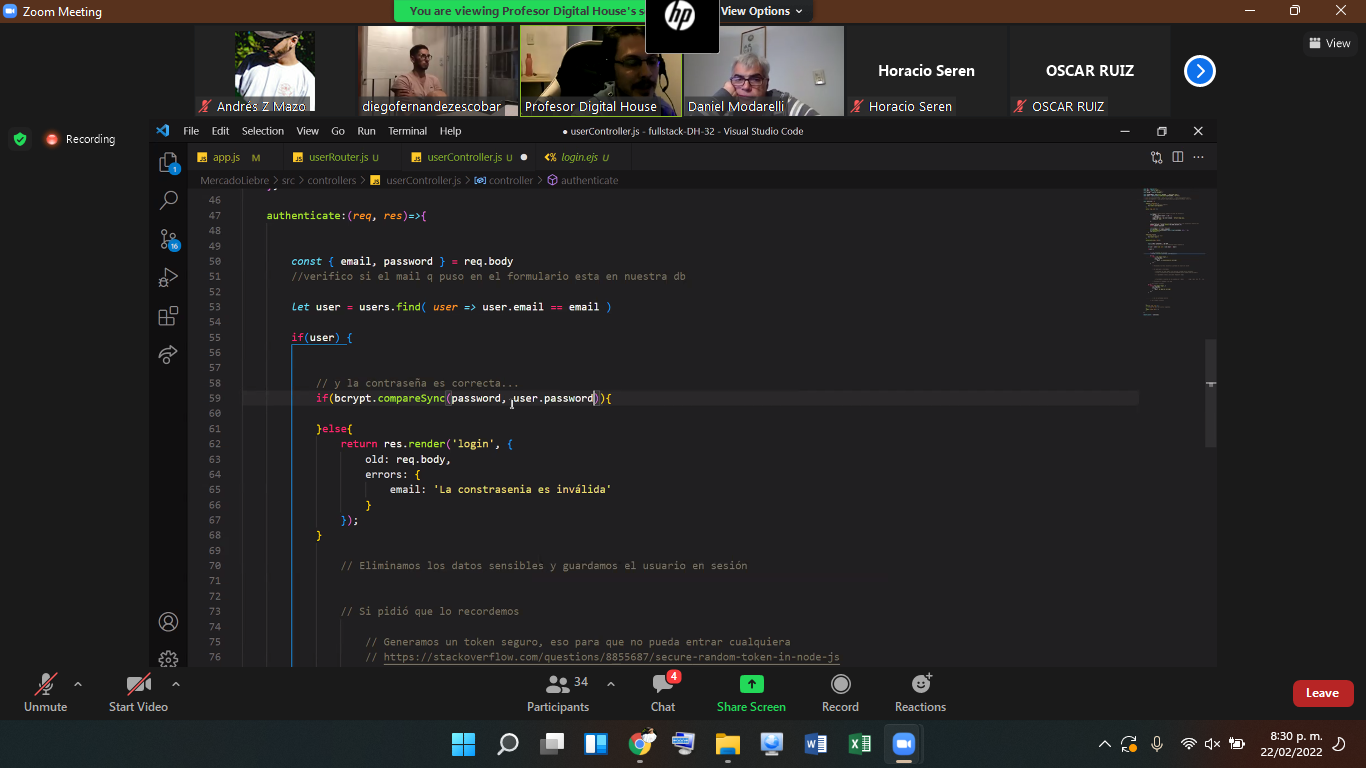 Zoom Meeting
You are viewing Profesor Digital House's s
hp
View Options
View
Andrés Z Mazo
diegofernandezescobar
Profesor Digital House
Daniel Modarelli
Horacio Seren
Horacio Seren
OSCAR RUIZ
OSCAR RUIZ
Recording
File Edit Selection View Go Run Terminal Help
● userController.js - fullstack-DH-32 - Visual Studio Code
JS app.js M
JS userRouter.js U
JS userController.js U ●
<% login.ejs U
MercadoLiebre > src > controllers > JS userController.js > controller > authenticate
1
16
46
47 authenticate:(req, res)=>{
48
49
50 const { email, password } = req.body
51 //verifico si el mail q puso en el formulario esta en nuestra db
52
53 let user = users.find( user => user.email == email )
54
55 if(user) {
56
57
58 // y la contraseña es correcta...
59 if(bcrypt.compareSync(password, user.password)){
60
61 }else{
62 return res.render('login', {
63 old: req.body,
64 errors: {
65 email: 'La constrasenia es inválida'
66 }
67 });
68 }
69
70 // Eliminamos los datos sensibles y guardamos el usuario en sesión
71
72
73 // Si pidió que lo recordemos
74
75 // Generamos un token seguro, eso para que no pueda entrar cualquiera
76 // https://stackoverflow.com/questions/8855687/secure-random-token-in-node-js
Unmute
Start Video
34
Participants
4
Chat
Share Screen
Record
Reactions
Leave
8:30 p. m.
22/02/2022